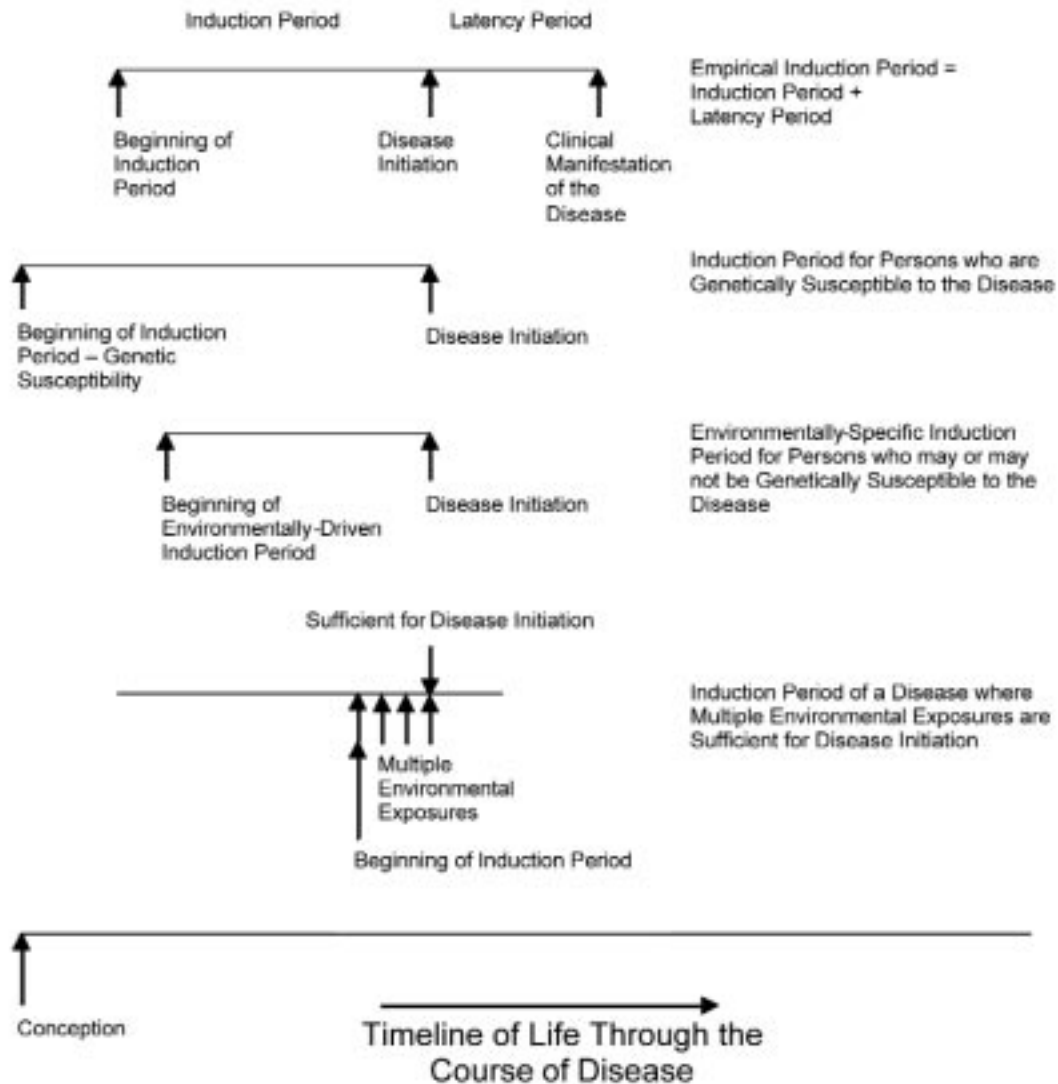 Induction Period
Latency Period
Empirical Induction Period =
Induction Period +
Latency Period
Beginning of
Induction
Period
Disease
Initiation
Clinical
Manifestation
of the
Disease
Induction Period for Persons who are
Genetically Susceptible to the Disease
Beginning of Induction
Period – Genetic
Susceptibility
Disease Initiation
Environmentally-Specific Induction
Period for Persons who may or may
not be Genetically Susceptible to the
Disease
Beginning of
Environmentally-Driven
Induction Period
Disease Initiation
Sufficient for Disease Initiation
Induction Period of a Disease where
Multiple Environmental Exposures are
Sufficient for Disease Initiation
Multiple
Environmental
Exposures
Beginning of Induction Period
Conception
Timeline of Life Through the
Course of Disease